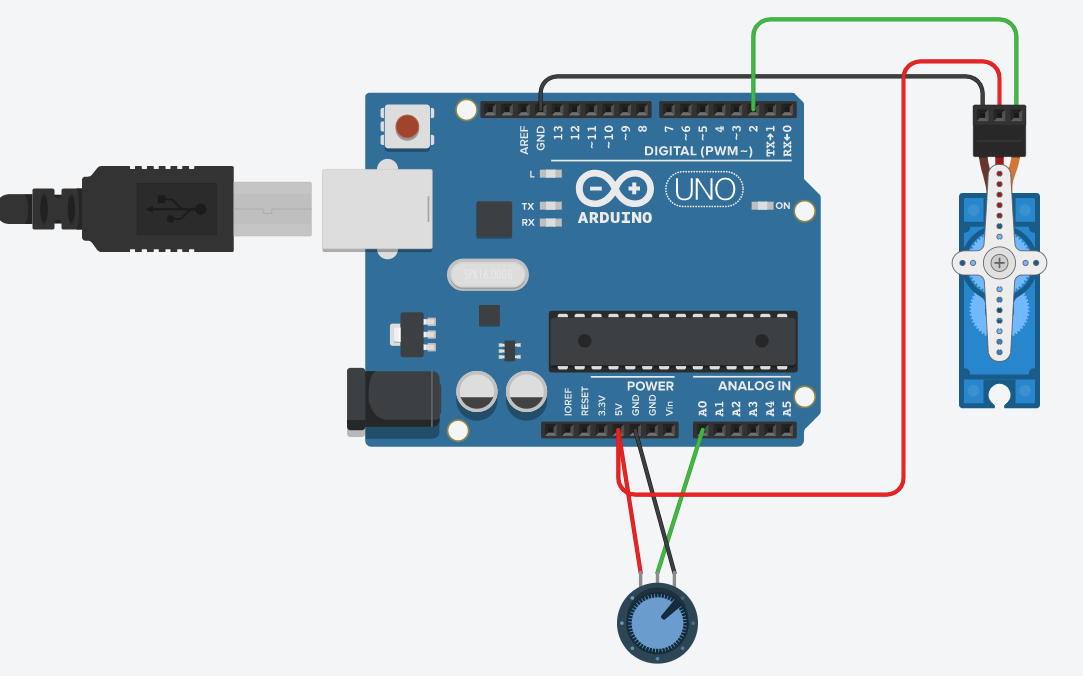 AREF
GND
13
12
~11
~10
~9
8
7
~6
~5
4
~3
2
TX→1
RX←0
DIGITAL (PWM~)
L
TX
RX
UNO
ON
ARDUINO
SPK16.000G
POWER
ANALOG IN
IOREF
RESET
3.3V
5V
GND
GND
Vin
A0
A1
A2
A3
A4
A5